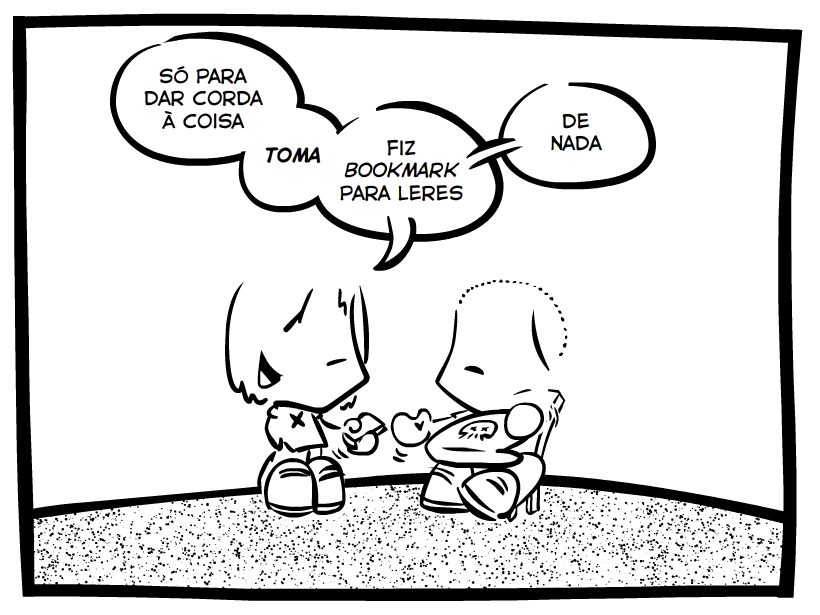 SÓ PARA
DAR CORDA
À COISA
TOMA
FIZ
BOOKMARK
PARA LERES
DE
NADA